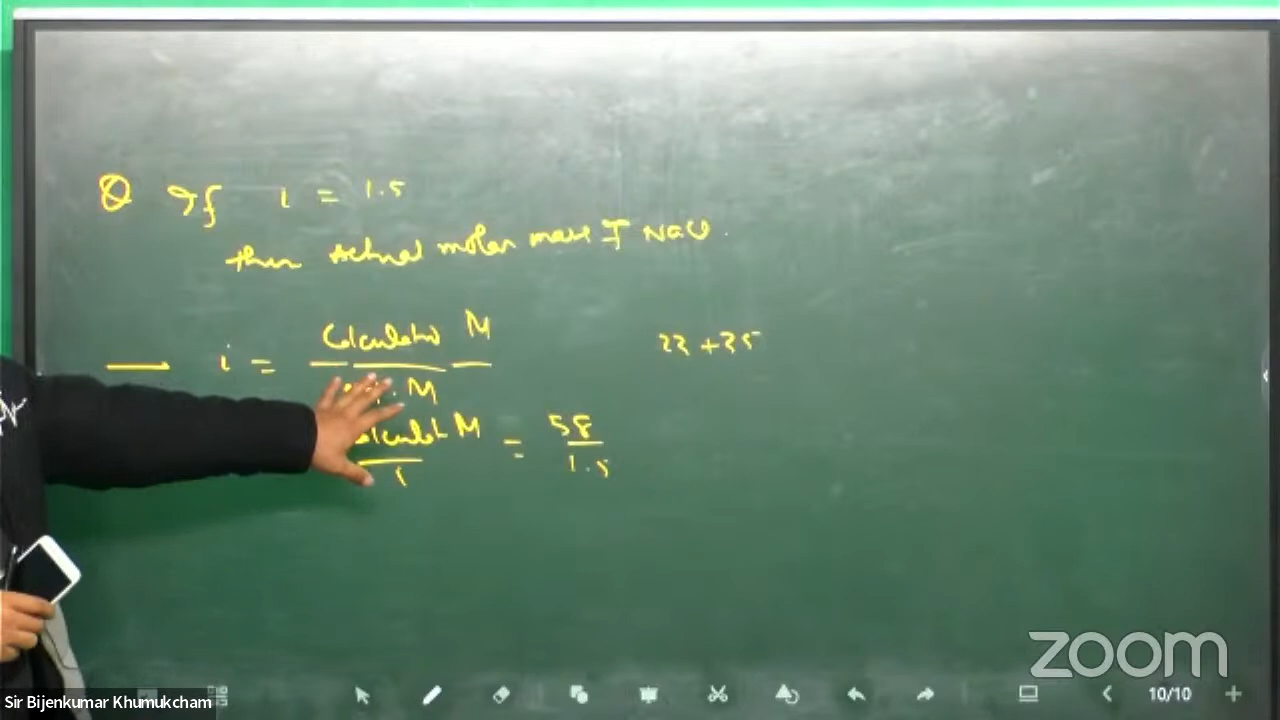 Q If i = 1.5
then Actual molar mass of NaCl.
i = Calculated M
M
22 + 35
M = 58
i 1.5
zoom
Sir Bijenkumar Khumukcham
10/10